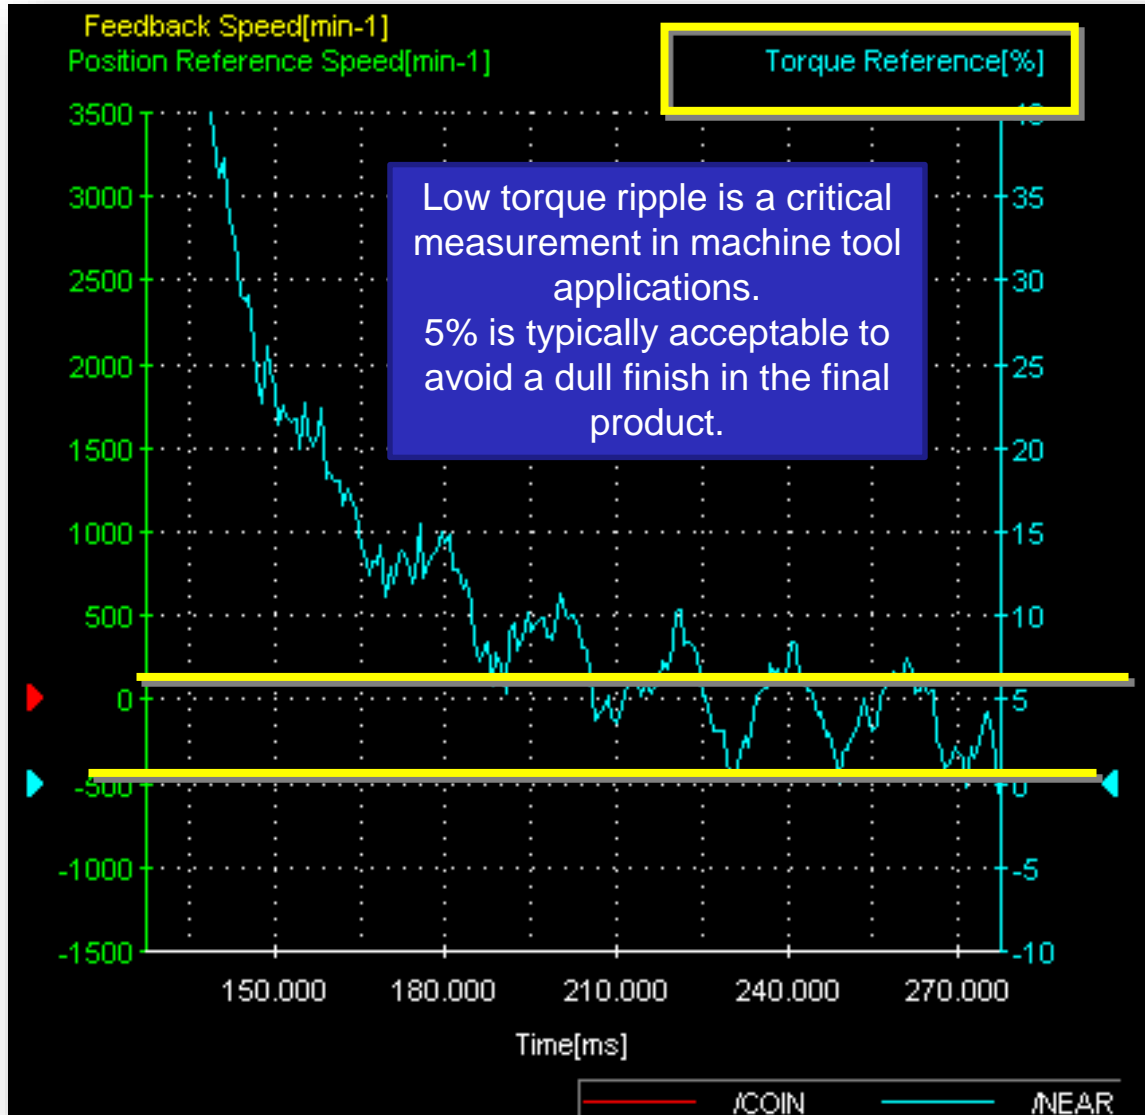 Feedback Speed[min-1]
Position Reference Speed[min-1]
Torque Reference[%]
3500
3000
2500
2000
1500
1000
500
0
-500
-1000
-1500
Low torque ripple is a critical
measurement in machine tool
applications.
5% is typically acceptable to
avoid a dull finish in the final
product.
35
30
25
20
15
10
5
0
-5
-10
150.000 180.000 210.000 240.000 270.000
Time[ms]
/COIN /NEAR